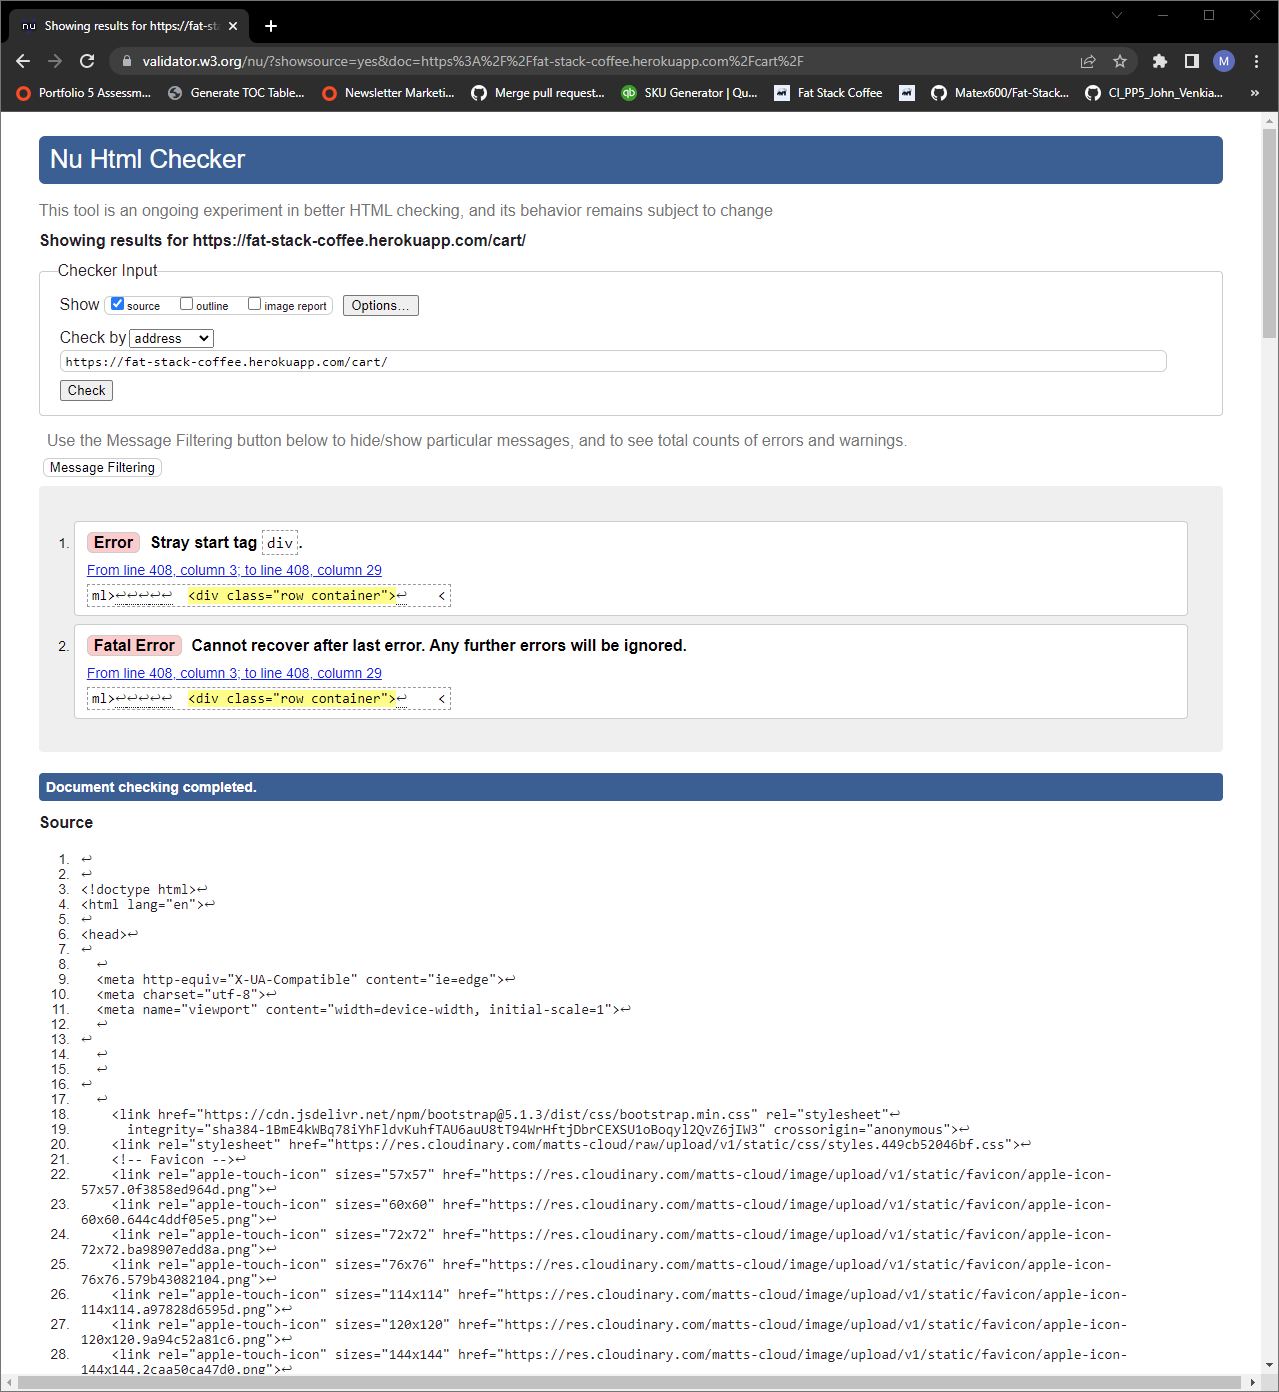 nu Showing results for https://fat-st
validator.w3.org/nu/?showsource=yes&doc=https%3A%2F%2Ffat-stack-coffee.herokuapp.com%2Fcart%2F
M
Portfolio 5 Assessm... Generate TOC Table... Newsletter Marketi... Merge pull request... qb SKU Generator | Qu... Fat Stack Coffee Matex600/Fat-Stack... CI_PP5_John_Venkia... »
Nu Html Checker
This tool is an ongoing experiment in better HTML checking, and its behavior remains subject to change
Showing results for https://fat-stack-coffee.herokuapp.com/cart/
Checker Input
Show source outline image report Options...
Check by address
https://fat-stack-coffee.herokuapp.com/cart/
Check
Use the Message Filtering button below to hide/show particular messages, and to see total counts of errors and warnings.
Message Filtering
1. Error Stray start tag div.
From line 408, column 3; to line 408, column 29
ml>↩↩↩↩↩ <div class="row container">↩ <
2. Fatal Error Cannot recover after last error. Any further errors will be ignored.
From line 408, column 3; to line 408, column 29
ml>↩↩↩↩↩ <div class="row container">↩ <
Document checking completed.
Source
1. ↩
2. ↩
3. <!doctype html>↩
4. <html lang="en">↩
5. ↩
6. <head>↩
7. ↩
8. ↩
9. <meta http-equiv="X-UA-Compatible" content="ie=edge">↩
10. <meta charset="utf-8">↩
11. <meta name="viewport" content="width=device-width, initial-scale=1">↩
12. ↩
13. ↩
14. ↩
15. ↩
16. ↩
17. ↩
18. <link href="https://cdn.jsdelivr.net/npm/bootstrap@5.1.3/dist/css/bootstrap.min.css" rel="stylesheet"↩
19. integrity="sha384-1BmE4kWBq78iYhFldvKuhfTAU6auU8tT94WrHftjDbrCEXSU1oBoqyl2QvZ6jIW3" crossorigin="anonymous">↩
20. <link rel="stylesheet" href="https://res.cloudinary.com/matts-cloud/raw/upload/v1/static/css/styles.449cb52046bf.css">↩
21. <!-- Favicon -->↩
22. <link rel="apple-touch-icon" sizes="57x57" href="https://res.cloudinary.com/matts-cloud/image/upload/v1/static/favicon/apple-icon-
57x57.0f3858ed964d.png">↩
23. <link rel="apple-touch-icon" sizes="60x60" href="https://res.cloudinary.com/matts-cloud/image/upload/v1/static/favicon/apple-icon-
60x60.644c4ddf05e5.png">↩
24. <link rel="apple-touch-icon" sizes="72x72" href="https://res.cloudinary.com/matts-cloud/image/upload/v1/static/favicon/apple-icon-
72x72.ba98907edd8a.png">↩
25. <link rel="apple-touch-icon" sizes="76x76" href="https://res.cloudinary.com/matts-cloud/image/upload/v1/static/favicon/apple-icon-
76x76.579b43082104.png">↩
26. <link rel="apple-touch-icon" sizes="114x114" href="https://res.cloudinary.com/matts-cloud/image/upload/v1/static/favicon/apple-icon-
114x114.a97828d6595d.png">↩
27. <link rel="apple-touch-icon" sizes="120x120" href="https://res.cloudinary.com/matts-cloud/image/upload/v1/static/favicon/apple-icon-
120x120.9a94c52a81c6.png">↩
28. <link rel="apple-touch-icon" sizes="144x144" href="https://res.cloudinary.com/matts-cloud/image/upload/v1/static/favicon/apple-icon-
144x144.2caa50ca47d0.png">↩